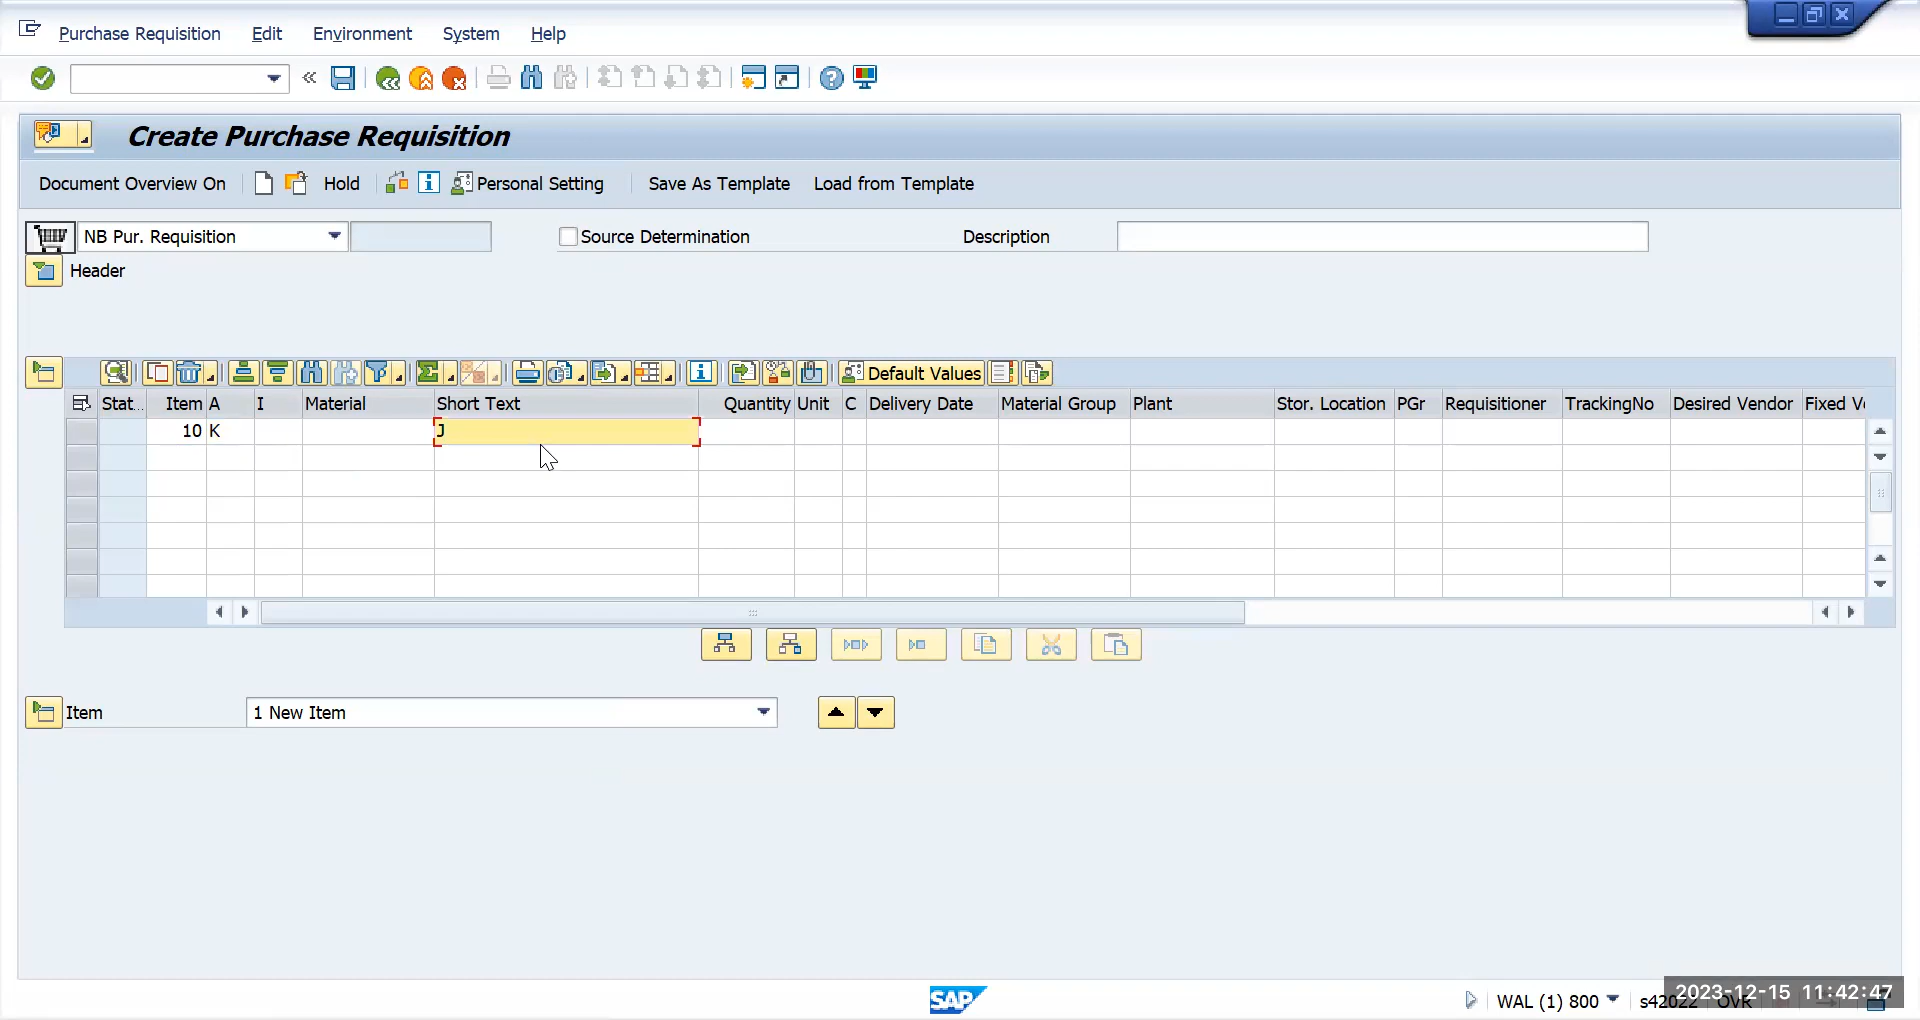 Purchase Requisition Edit Environment System Help
Create Purchase Requisition
Document Overview On Hold Personal Setting Save As Template Load from Template
NB Pur. Requisition Source Determination Description
Header
Default Values
Stat... Item A I Material Short Text Quantity Unit C Delivery Date Material Group Plant Stor. Location PGr Requisitioner TrackingNo Desired Vendor Fixed
10 K J
Item 1 New Item
SAP
2023-12-15 11:42:47
WAL (1) 800 s42022 OVR